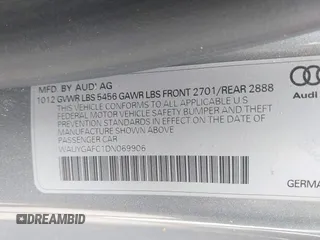 MFD. BY AUDI AG
1012 GVWR LBS 5456 GAWR LBS FRONT 2701/REAR 2888
THIS VEHICLE CONFORMS TO ALL APPLICABLE U.S. FEDERAL
MOTOR VEHICLE SAFETY BUMPER AND THEFT
PREVENTION STANDARDS IN EFFECT ON THE DATE OF
MANUFACTURE SHOWN ABOVE
PASSENGER CAR
WAUYGAFC1DN069906
Audi
GERMA
DREAMBID